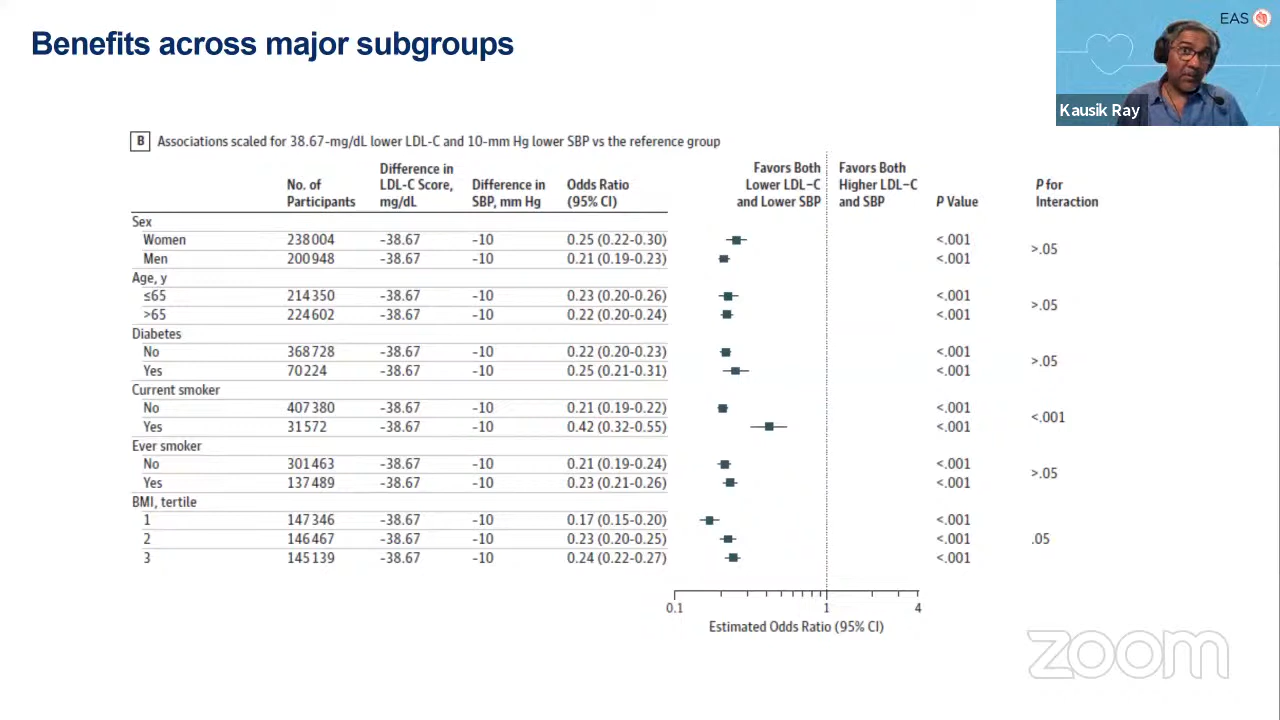 Benefits across major subgroups
EAS
Kausik Ray
B Associations scaled for 38.67-mg/dL lower LDL-C and 10-mm Hg lower SBP vs the reference group
No. of Participants Difference in LDL-C Score, mg/dL Difference in SBP, mm Hg Odds Ratio (95% CI) Favors Both Lower LDL−C and Lower SBP Favors Both Higher LDL−C and SBP P Value P for Interaction
Sex
Women 238004 -38.67 -10 0.25 (0.22-0.30) <.001
>.05
Men 200948 -38.67 -10 0.21 (0.19-0.23) <.001
Age, y
≤65 214350 -38.67 -10 0.23 (0.20-0.26) <.001
>.05
>65 224602 -38.67 -10 0.22 (0.20-0.24) <.001
Diabetes
No 368728 -38.67 -10 0.22 (0.20-0.23) <.001
>.05
Yes 70224 -38.67 -10 0.25 (0.21-0.31) <.001
Current smoker
No 407380 -38.67 -10 0.21 (0.19-0.22) <.001
<.001
Yes 31572 -38.67 -10 0.42 (0.32-0.55) <.001
Ever smoker
No 301463 -38.67 -10 0.21 (0.19-0.24) <.001
>.05
Yes 137489 -38.67 -10 0.23 (0.21-0.26) <.001
BMI, tertile
1 147346 -38.67 -10 0.17 (0.15-0.20) <.001
2 146467 -38.67 -10 0.23 (0.20-0.25) <.001 .05
3 145139 -38.67 -10 0.24 (0.22-0.27) <.001
0.1 1 4
Estimated Odds Ratio (95% CI)
zoom